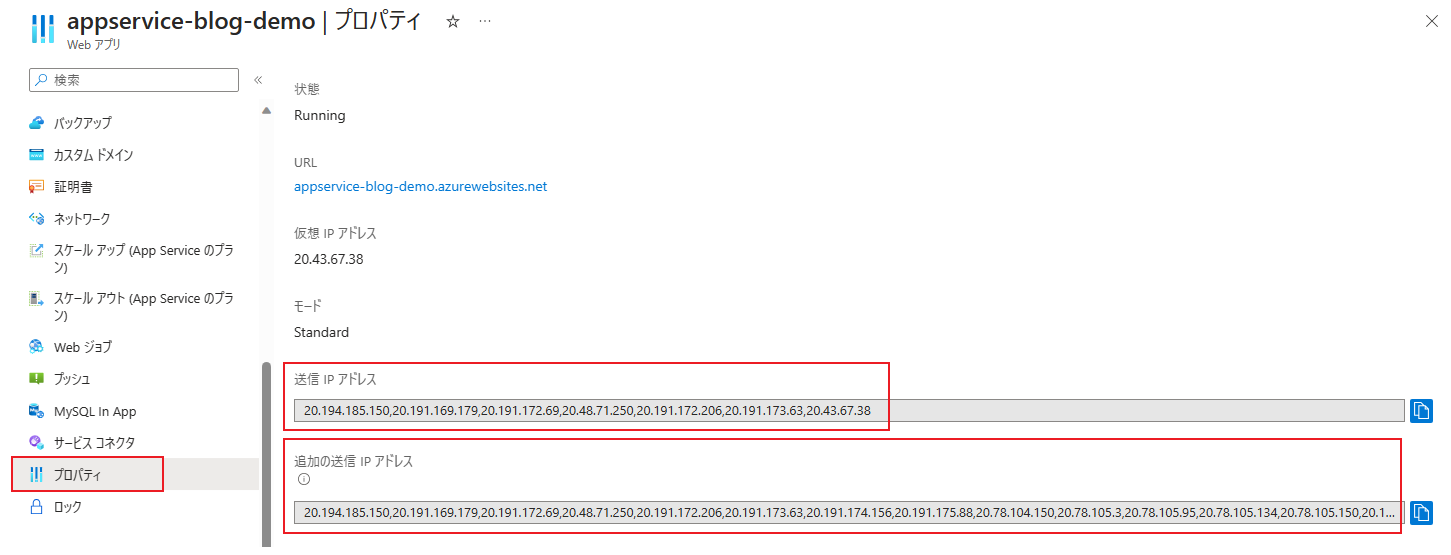 appservice-blog-demo | プロパティ
Web アプリ
検索
バックアップ
カスタム ドメイン
証明書
ネットワーク
スケール アップ (App Service のプラ
ン)
スケール アウト (App Service のプラ
ン)
Web ジョブ
プッシュ
MySQL In App
サービス コネクタ
プロパティ
ロック
状態
Running
URL
appservice-blog-demo.azurewebsites.net
仮想 IP アドレス
20.43.67.38
モード
Standard
送信 IP アドレス
20.194.185.150,20.191.169.179,20.191.172.69,20.48.71.250,20.191.172.206,20.191.173.63,20.43.67.38
追加の送信 IP アドレス
20.194.185.150,20.191.169.179,20.191.172.69,20.48.71.250,20.191.172.206,20.191.173.63,20.191.174.156,20.191.175.88,20.78.104.150,20.78.105.3,20.78.105.95,20.78.105.134,20.78.105.150,20.1...